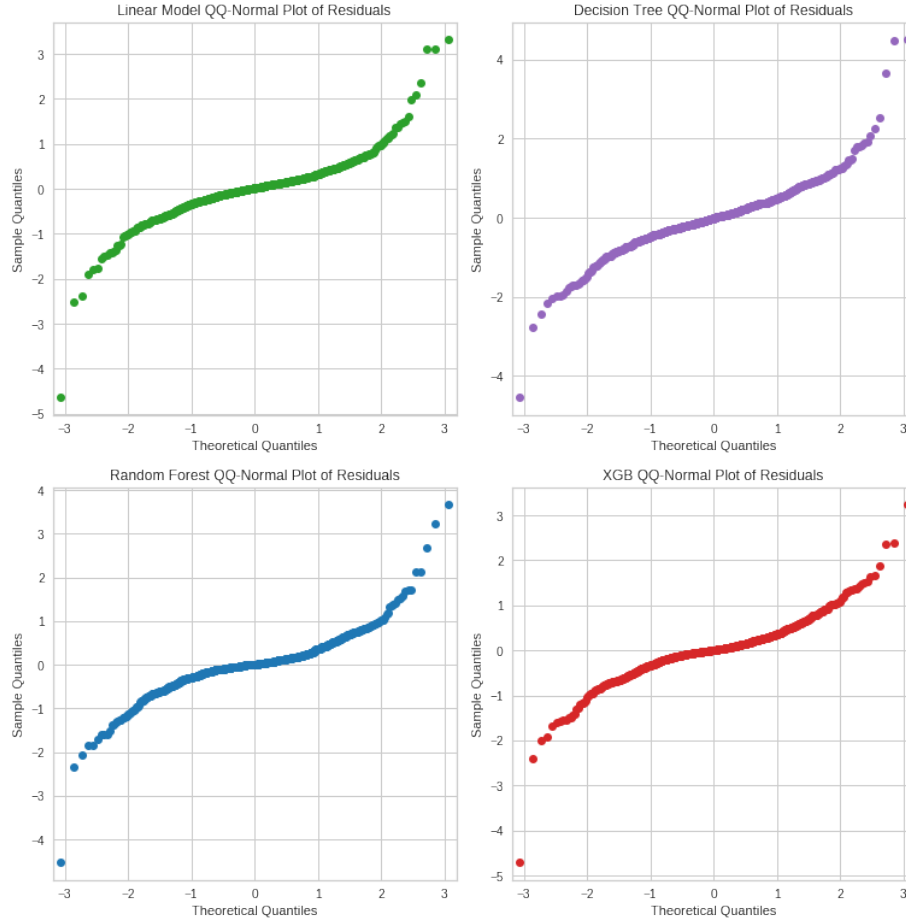 Linear Model QQ-Normal Plot of Residuals
3
2
1
0
−1
−2
−3
−4
−5
Sample Quantiles
−3 −2 −1 0 1 2 3
Theoretical Quantiles
Decision Tree QQ-Normal Plot of Residuals
4
2
0
−2
−4
Sample Quantiles
−3 −2 −1 0 1 2 3
Theoretical Quantiles
Random Forest QQ-Normal Plot of Residuals
4
3
2
1
0
−1
−2
−3
−4
Sample Quantiles
−3 −2 −1 0 1 2 3
Theoretical Quantiles
XGB QQ-Normal Plot of Residuals
3
2
1
0
−1
−2
−3
−4
−5
Sample Quantiles
−3 −2 −1 0 1 2 3
Theoretical Quantiles